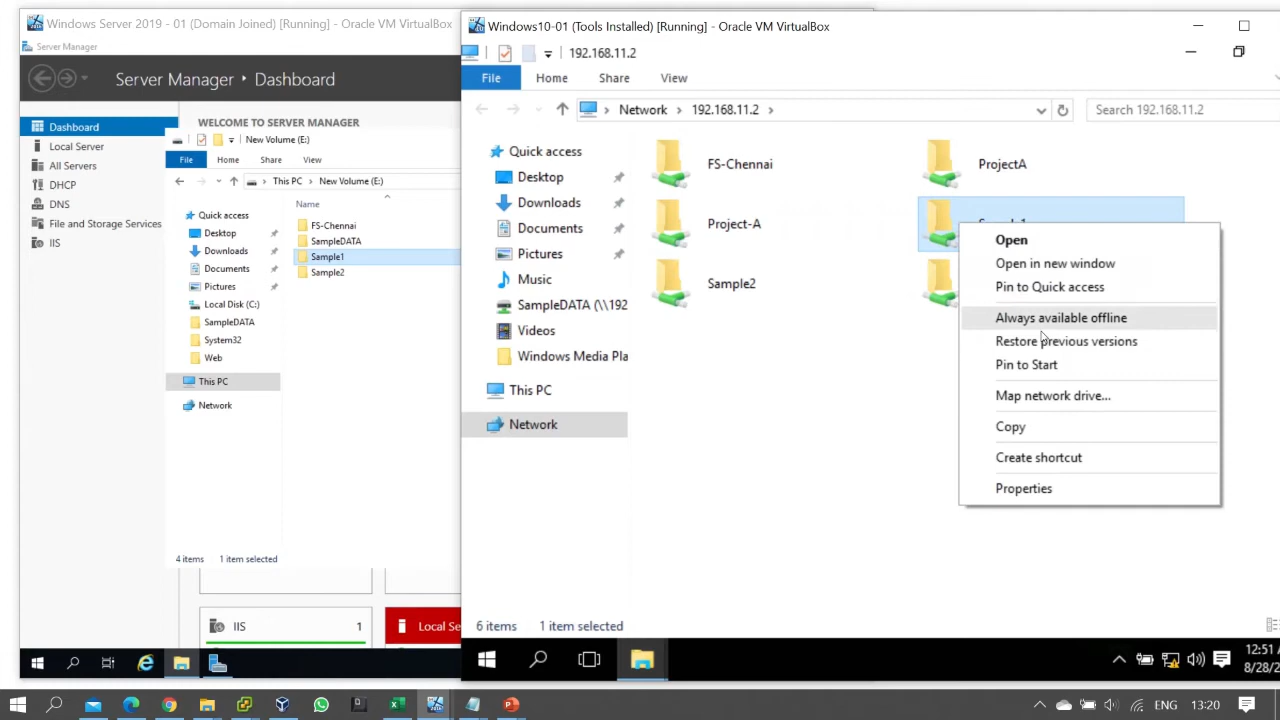 Windows Server 2019 - 01 (Domain Joined) [Running] - Oracle VM VirtualBox
Server Manager
Server Manager
Dashboard
Dashboard
Local Server
All Servers
DHCP
DNS
File and Storage Services
IIS
WELCOME TO SERVER MANAGER
New Volume (E:)
File
Home
Share
View
This PC
New Volume (E:)
Quick access
Desktop
Downloads
Documents
Pictures
Local Disk (C:)
SampleDATA
System32
Web
This PC
Network
Name
FS-Chennai
SampleDATA
Sample1
Sample2
4 items
1 item selected
IIS
1
Local Se
Windows10-01 (Tools Installed) [Running] - Oracle VM VirtualBox
192.168.11.2
File
Home
Share
View
Network
192.168.11.2
Search 192.168.11.2
Quick access
Desktop
Downloads
Documents
Pictures
Music
SampleDATA (\\192
Videos
Windows Media Pla
This PC
Network
FS-Chennai
ProjectA
Project-A
Sample2
Open
Open in new window
Pin to Quick access
Always available offline
Restore previous versions
Pin to Start
Map network drive...
Copy
Create shortcut
Properties
6 items
1 item selected
12:51
8/28/2
ENG
13:20